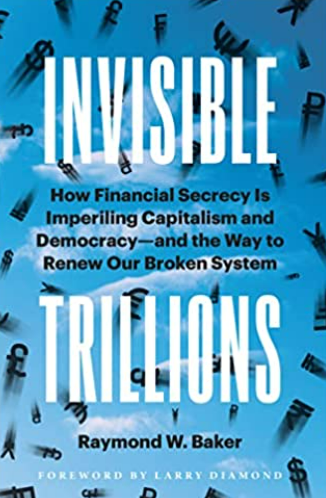 INVISIBLE
How Financial Secrecy Is
Imperiling Capitalism and
Democracy—and the Way to
Renew Our Broken System
TRILLIONS
Raymond W. Baker
FOREWORD BY LARRY DIAMOND